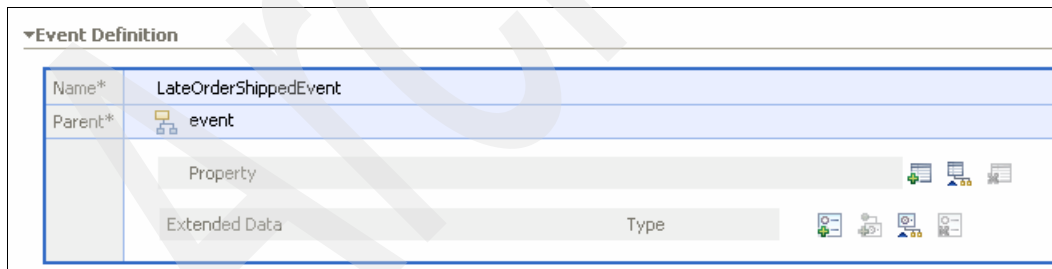 Event Definition
Name* LateOrderShippedEvent
Parent* event
Property
Extended Data Type